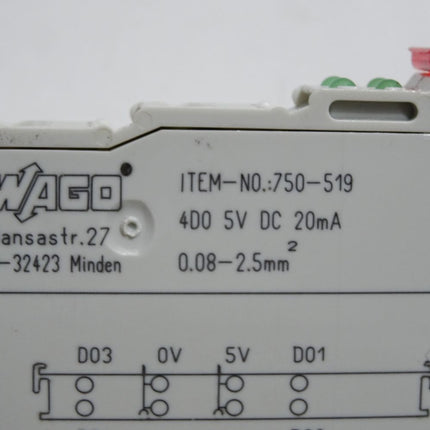 WAGO
ansastr.27
-32423 Minden
ITEM-NO.:750-519
4DO 5V DC 20mA
0.08-2.5mm²
DO3 0V 5V DO1